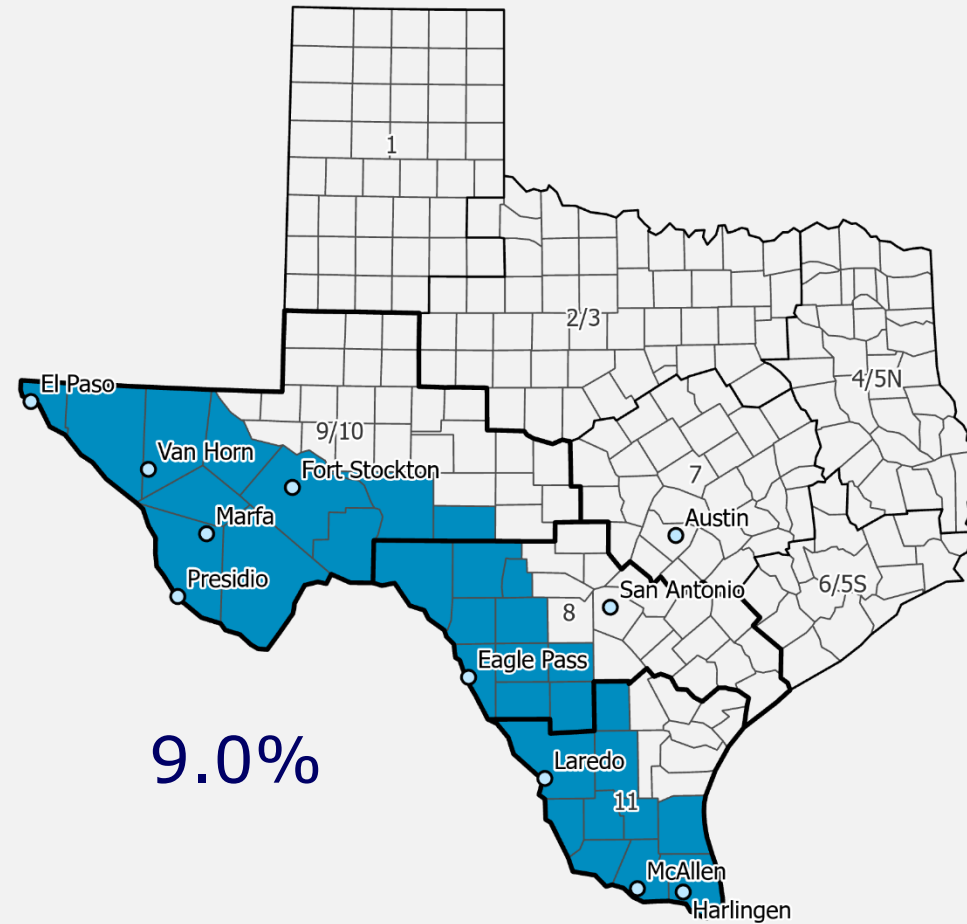 1
2/3
4/5N
El Paso
9/10
Van Horn
Fort Stockton
7
Marfa
Austin
Presidio
San Antonio
6/5S
8
Eagle Pass
9.0%
Laredo
11
McAllen
Harlingen